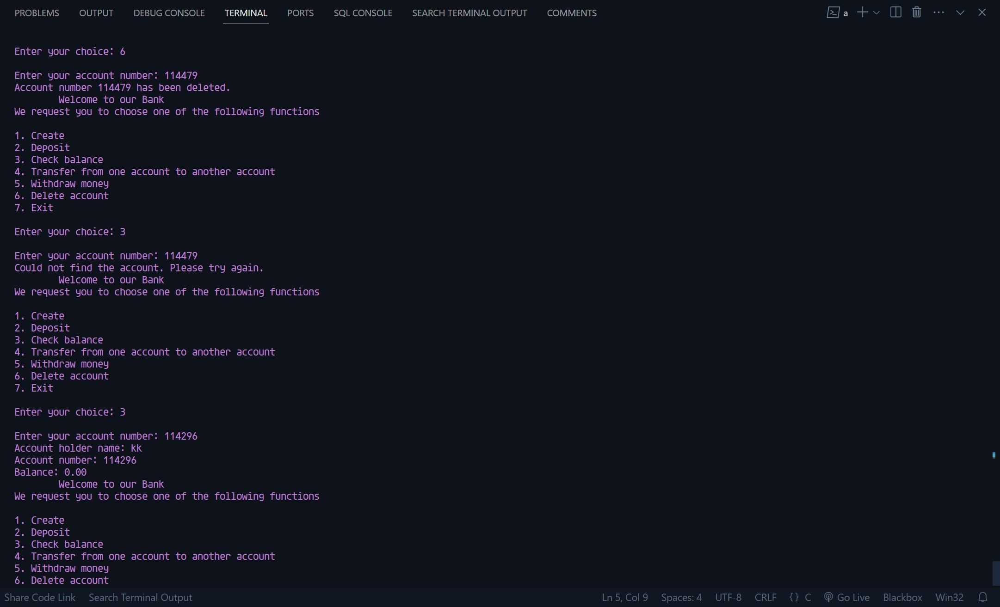 PROBLEMS OUTPUT DEBUG CONSOLE TERMINAL PORTS SQL CONSOLE SEARCH TERMINAL OUTPUT COMMENTS a
Enter your choice: 6
Enter your account number: 114479
Account number 114479 has been deleted.
Welcome to our Bank
We request you to choose one of the following functions
1. Create
2. Deposit
3. Check balance
4. Transfer from one account to another account
5. Withdraw money
6. Delete account
7. Exit
Enter your choice: 3
Enter your account number: 114479
Could not find the account. Please try again.
Welcome to our Bank
We request you to choose one of the following functions
1. Create
2. Deposit
3. Check balance
4. Transfer from one account to another account
5. Withdraw money
6. Delete account
7. Exit
Enter your choice: 3
Enter your account number: 114296
Account holder name: kk
Account number: 114296
Balance: 0.00
Welcome to our Bank
We request you to choose one of the following functions
1. Create
2. Deposit
3. Check balance
4. Transfer from one account to another account
5. Withdraw money
6. Delete account
Share Code Link Search Terminal Output Ln 5, Col 9 Spaces: 4 UTF-8 CRLF {} C Go Live Blackbox Win32